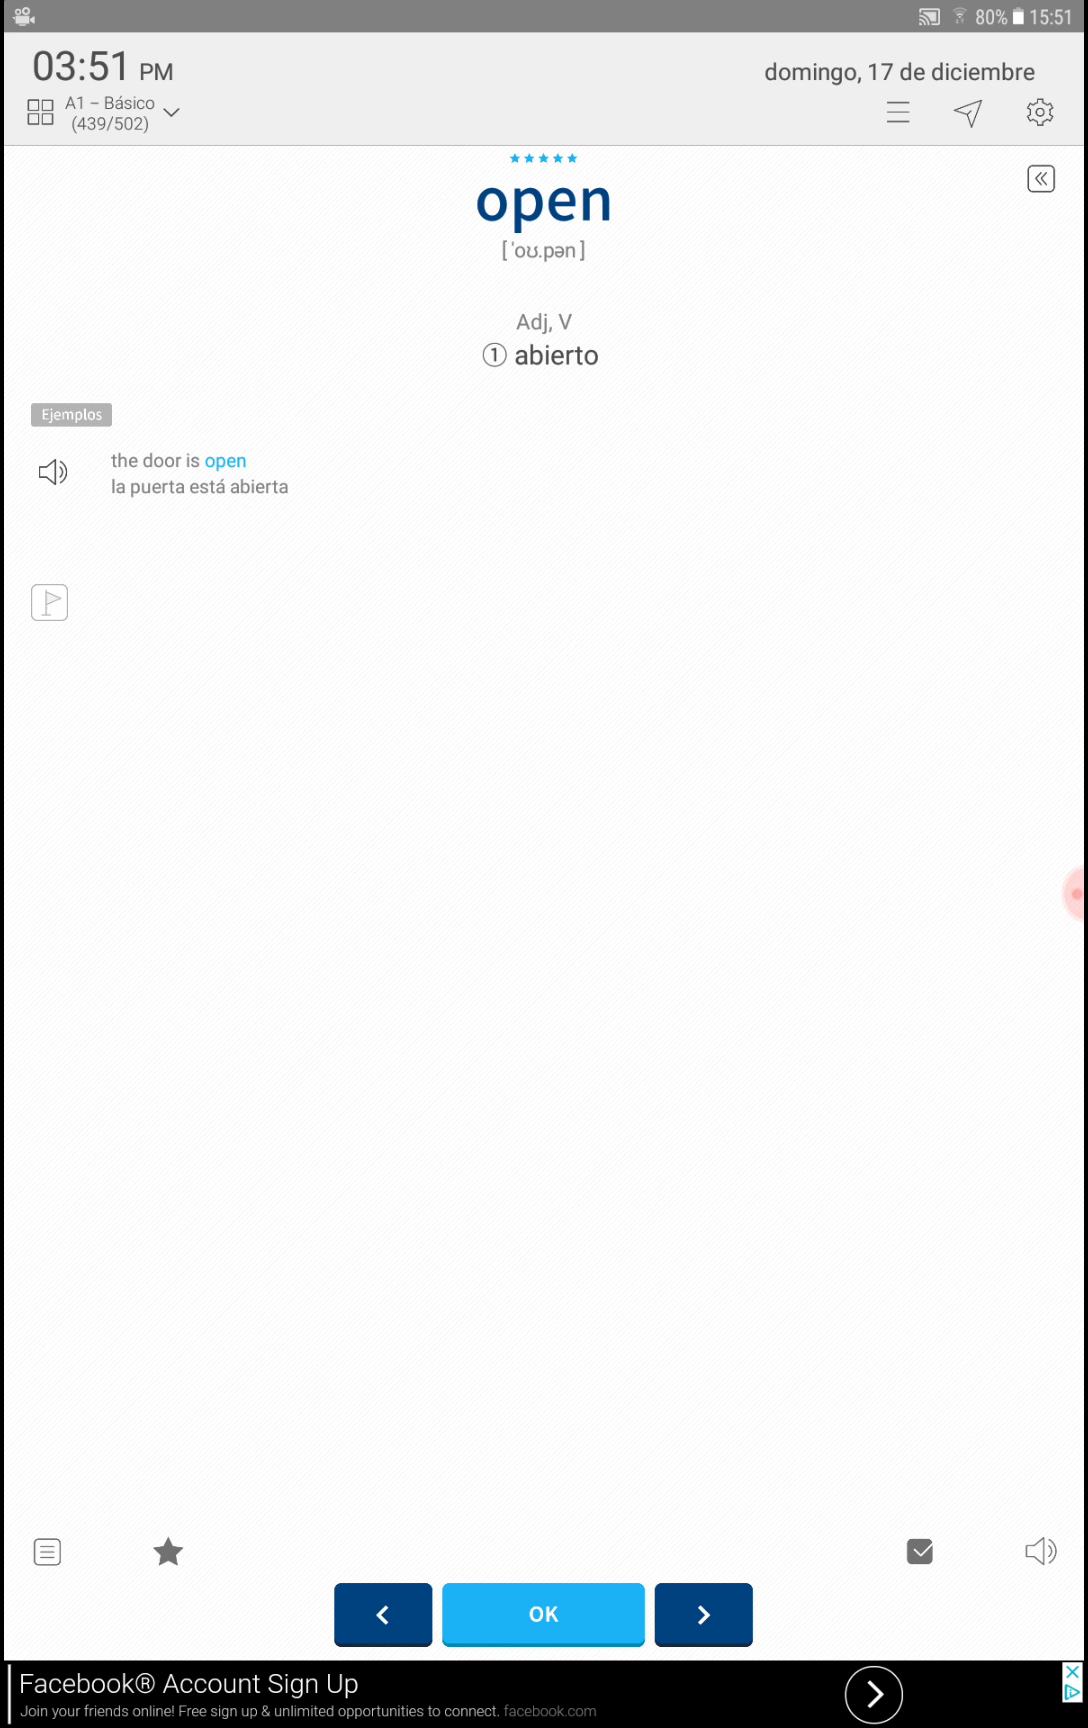 80% 15:51
03:51 PM
domingo, 17 de diciembre
A1 – Básico
(439/502)
open
[ˈoʊ.pən]
Adj, V
① abierto
Ejemplos
the door is open
la puerta está abierta
OK
Facebook® Account Sign Up
Join your friends online! Free sign up & unlimited opportunities to connect. facebook.com